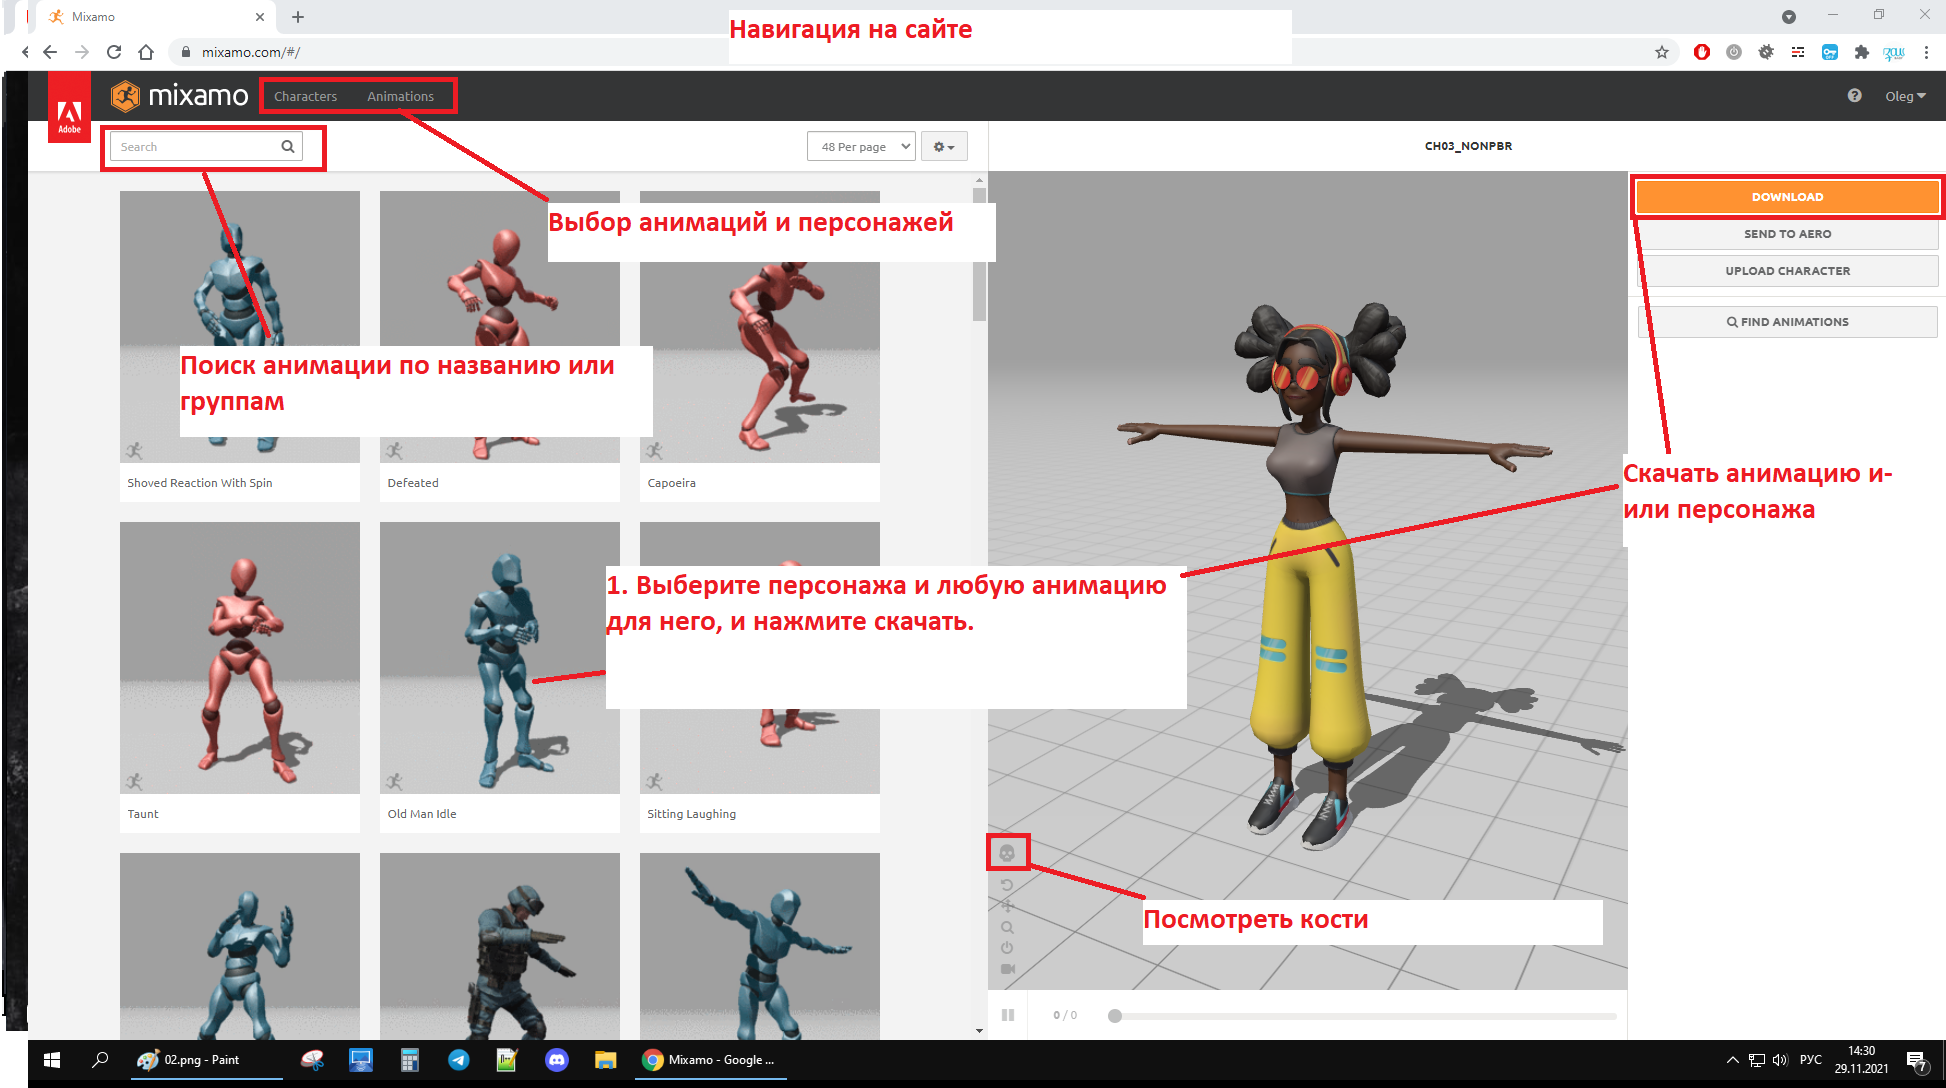 Mixamo
Навигация на сайте
mixamo.com/#/
Adobe
mixamo
Characters
Animations
Oleg
Search
48 Per page
CH03_NONPBR
DOWNLOAD
SEND TO AERO
UPLOAD CHARACTER
FIND ANIMATIONS
Выбор анимаций и персонажей
Поиск анимации по названию или
группам
Shoved Reaction With Spin
Defeated
Capoeira
Скачать анимацию и-
или персонажа
1. Выберите персонажа и любую анимацию
для него, и нажмите скачать.
Taunt
Old Man Idle
Sitting Laughing
Посмотреть кости
0 / 0
02.png - Paint
Mixamo - Google ...
РУС
14:30
29.11.2021
7